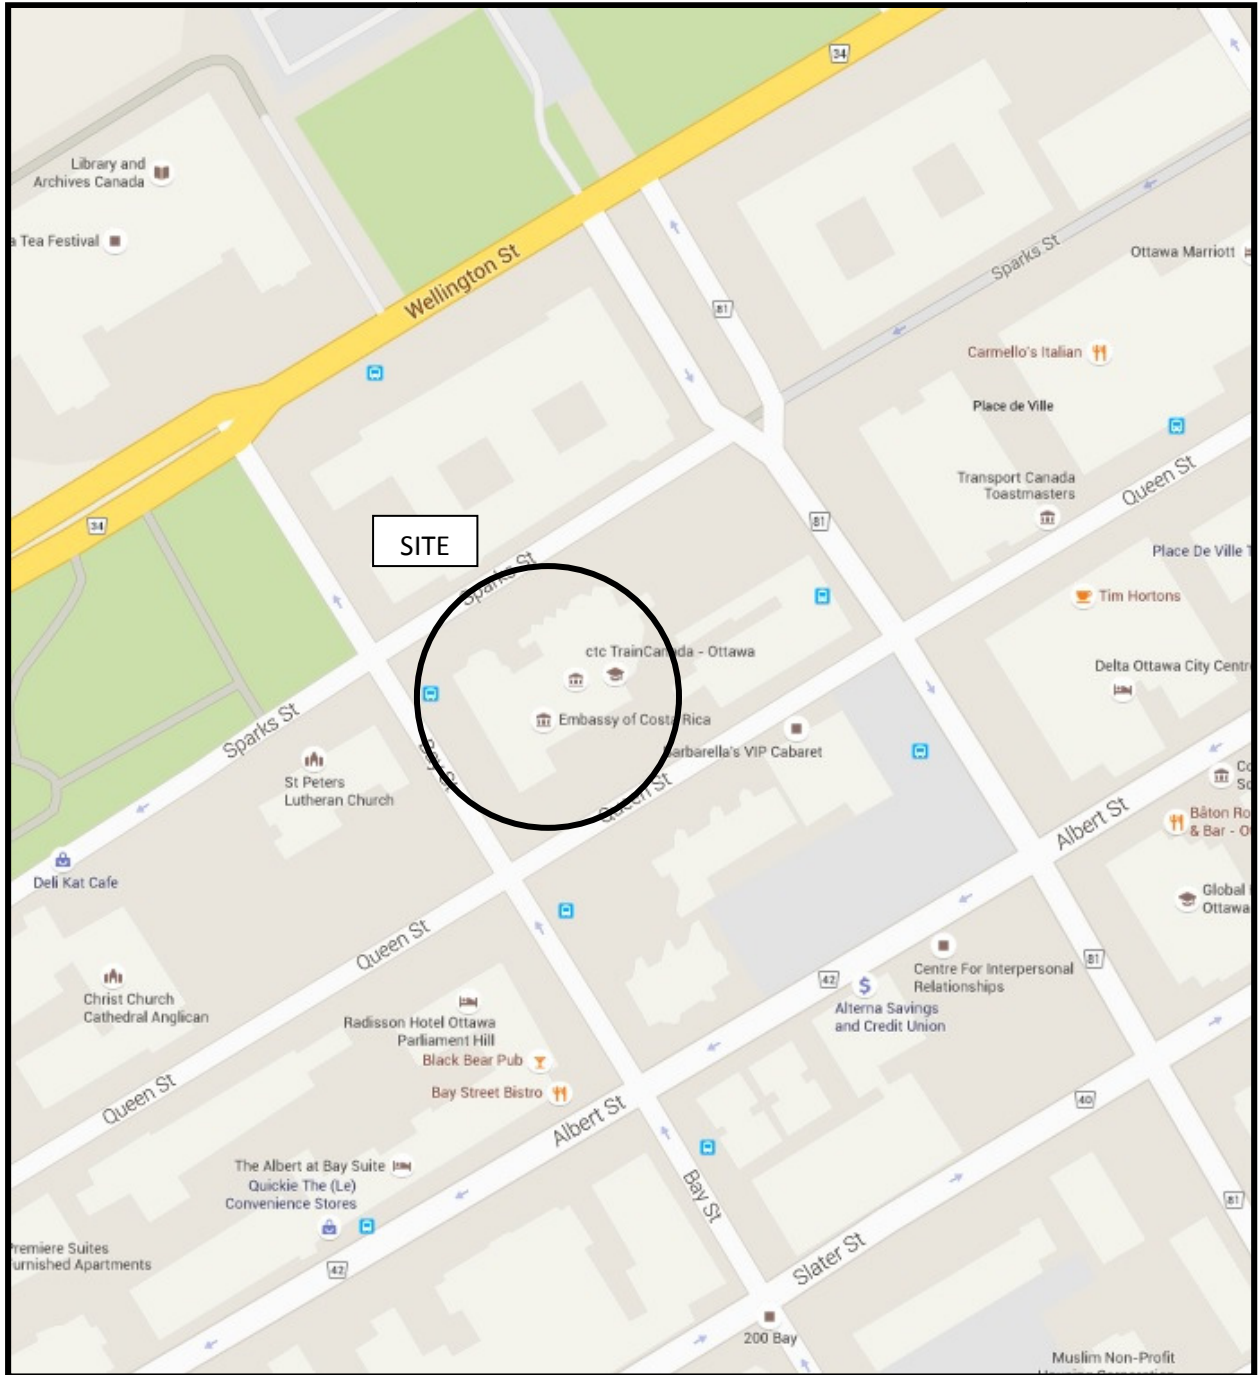 34
Library and
Archives Canada
a Tea Festival
Wellington St
Sparks St
Ottawa Marriott
81
Carmello's Italian
Place de Ville
Transport Canada
Toastmasters
Queen St
34
81
SITE
Sparks St
Place De Ville
Tim Hortons
ctc TrainCanada - Ottawa
Delta Ottawa City Centr
Embassy of Costa Rica
Sparks St
Bay St
Barbarella's VIP Cabaret
St Peters
Lutheran Church
Queen St
Albert St
Bâton Ro
& Bar - O
Deli Kat Cafe
Global
Ottawa
Queen St
81
Centre For Interpersonal
Relationships
42
Christ Church
Cathedral Anglican
Radisson Hotel Ottawa
Parliament Hill
Alterna Savings
and Credit Union
Black Bear Pub
Bay Street Bistro
Queen St
Albert St
40
The Albert at Bay Suite
Quickie The (Le)
Convenience Stores
Bay St
81
Premiere Suites
urnished Apartments
42
Slater St
200 Bay
Muslim Non-Profit